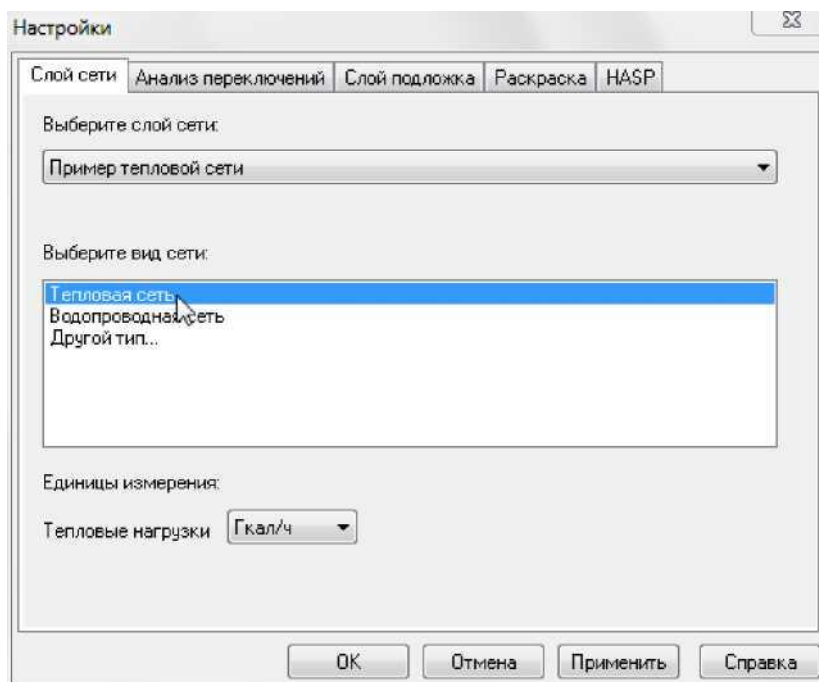 Настройки
Слой сети Анализ переключений Слой подложка Раскраска HASP
Выберите слой сети:
Пример тепловой сети
Выберите вид сети:
Тепловая сеть
Водопроводная сеть
Другой тип...
Единицы измерения:
Тепловые нагрузки Гкал/ч
ОК Отмена Применить Справка